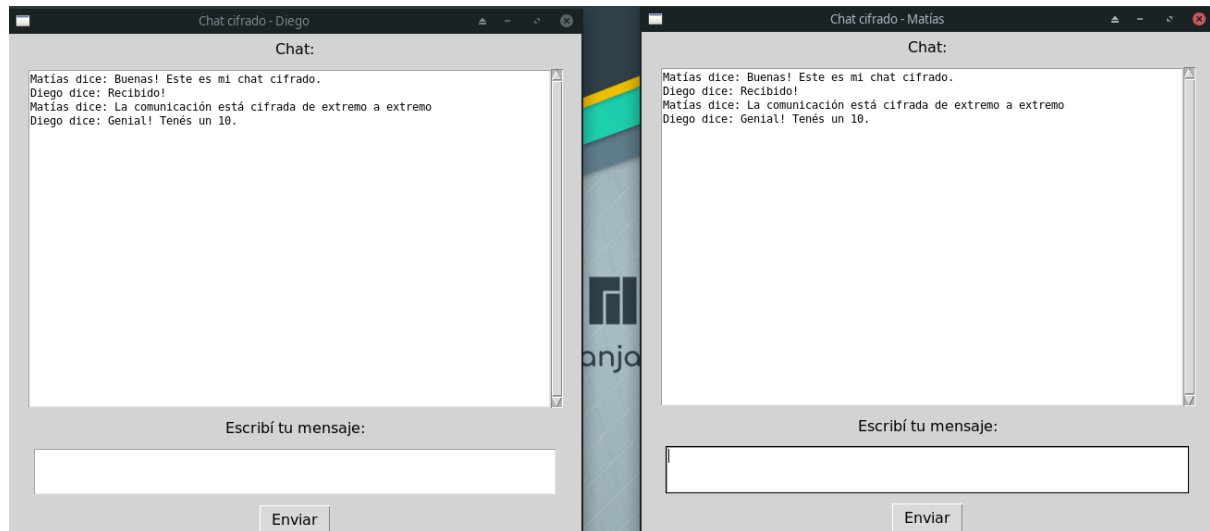 Chat cifrado - Diego
Chat:
Matías dice: Buenas! Este es mi chat cifrado.
Diego dice: Recibido!
Matías dice: La comunicación está cifrada de extremo a extremo
Diego dice: Genial! Tenés un 10.
Escribí tu mensaje:
Enviar
anja
Chat cifrado - Matías
Chat:
Matías dice: Buenas! Este es mi chat cifrado.
Diego dice: Recibido!
Matías dice: La comunicación está cifrada de extremo a extremo
Diego dice: Genial! Tenés un 10.
Escribí tu mensaje:
Enviar